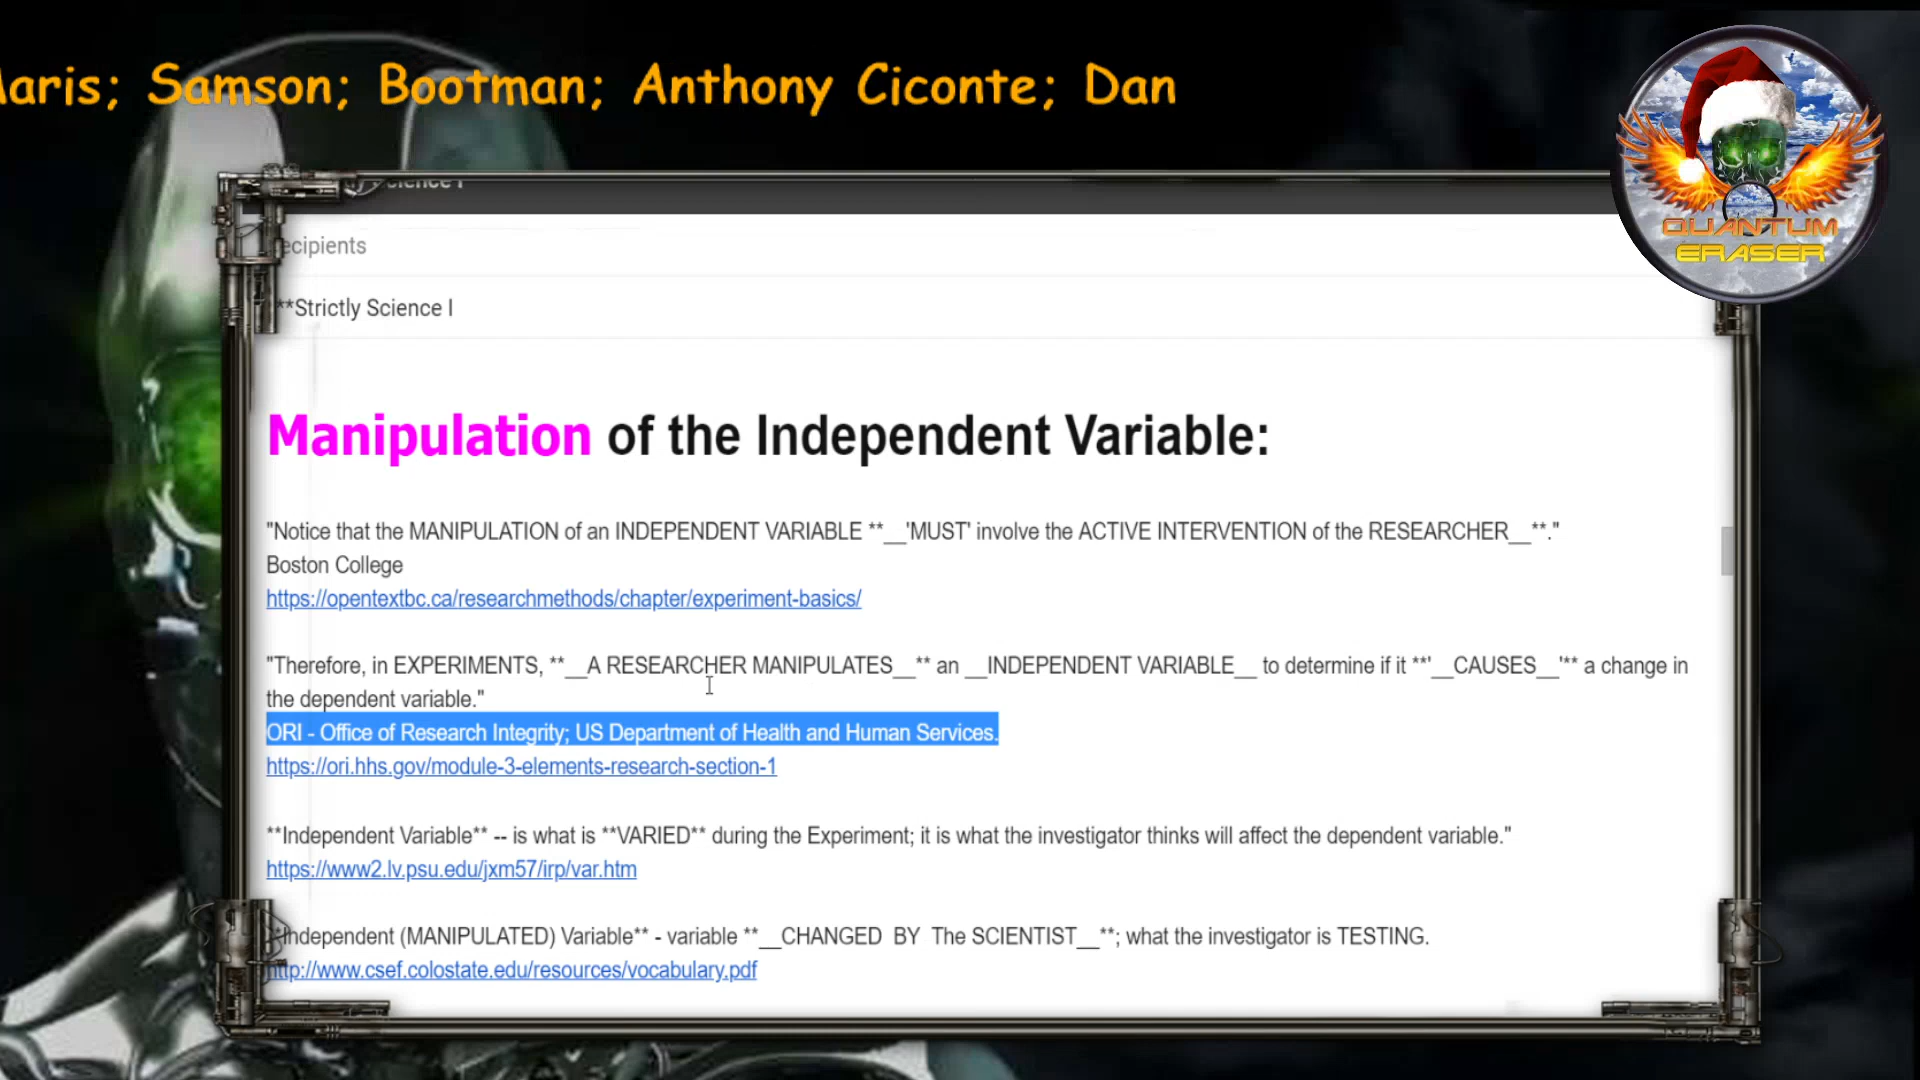 Samson; Bootman; Anthony Ciconte; Dan
QUANTUM
ERASER
**Strictly Science I
Manipulation of the Independent Variable:
"Notice that the MANIPULATION of an INDEPENDENT VARIABLE **__'MUST' involve the ACTIVE INTERVENTION of the RESEARCHER__**."
Boston College
https://opentextbc.ca/researchmethods/chapter/experiment-basics/
"Therefore, in EXPERIMENTS, **__A RESEARCHER MANIPULATES__** an __INDEPENDENT VARIABLE__ to determine if it **'__CAUSES__'** a change in
the dependent variable."
ORI - Office of Research Integrity; US Department of Health and Human Services.
https://ori.hhs.gov/module-3-elements-research-section-1
**Independent Variable** -- is what is **VARIED** during the Experiment; it is what the investigator thinks will affect the dependent variable."
https://www2.lv.psu.edu/jxm57/irp/var.htm
*Independent (MANIPULATED) Variable** - variable **__CHANGED BY The SCIENTIST__**; what the investigator is TESTING.
http://www.csef.colostate.edu/resources/vocabulary.pdf